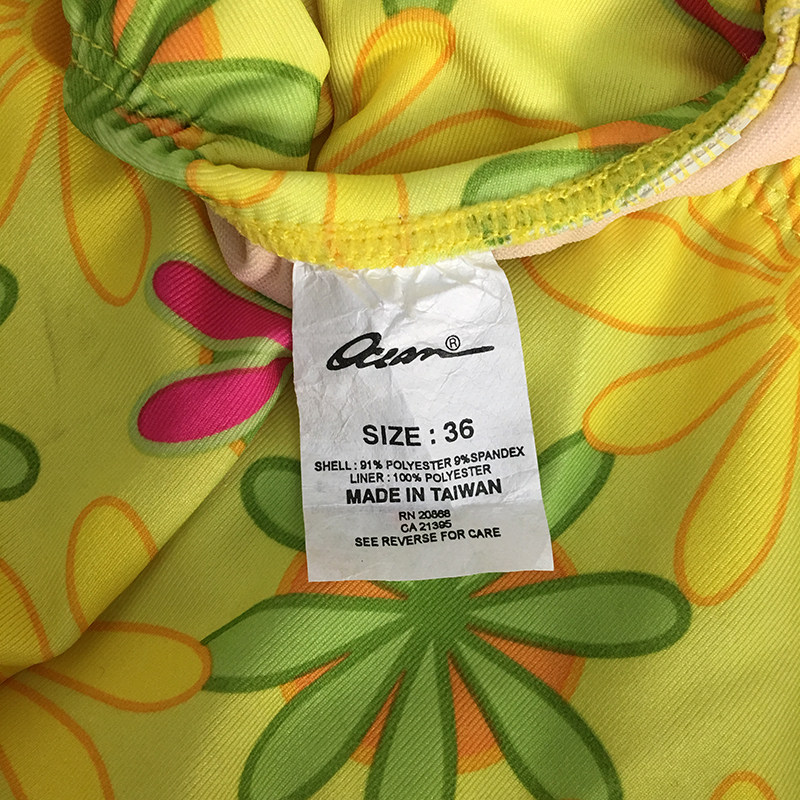 Ocean®
SIZE : 36
SHELL : 91% POLYESTER 9%SPANDEX
LINER : 100% POLYESTER
MADE IN TAIWAN
RN 20868
CA 21395
SEE REVERSE FOR CARE